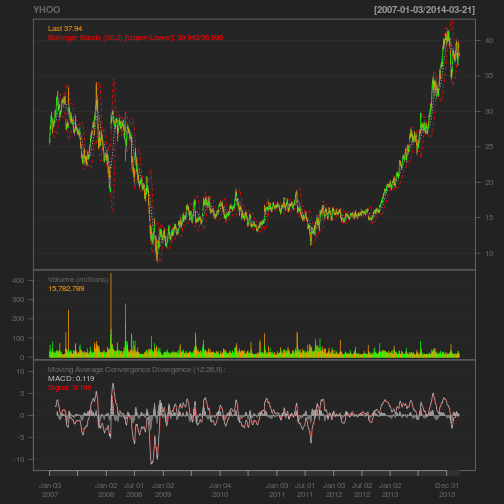 YHOO [2007-01-03/2014-03-21]
Last 37.94
Bollinger Bands (20,2) [Upper/Lower]: 39.942/36.696
40
35
30
25
20
15
10
Volume (millions):
15,782,789
400
300
200
100
0
Moving Average Convergence Divergence (12,26,9):
MACD: 0.119
Signal: 0.198
10
5
0
-5
-10
Jan 03 2007
Jan 02 2008
Jul 01 2008
Jan 02 2009
Jan 04 2010
Jan 03 2011
Jul 01 2011
Jan 03 2012
Jul 02 2012
Jan 02 2013
Dec 31 2013